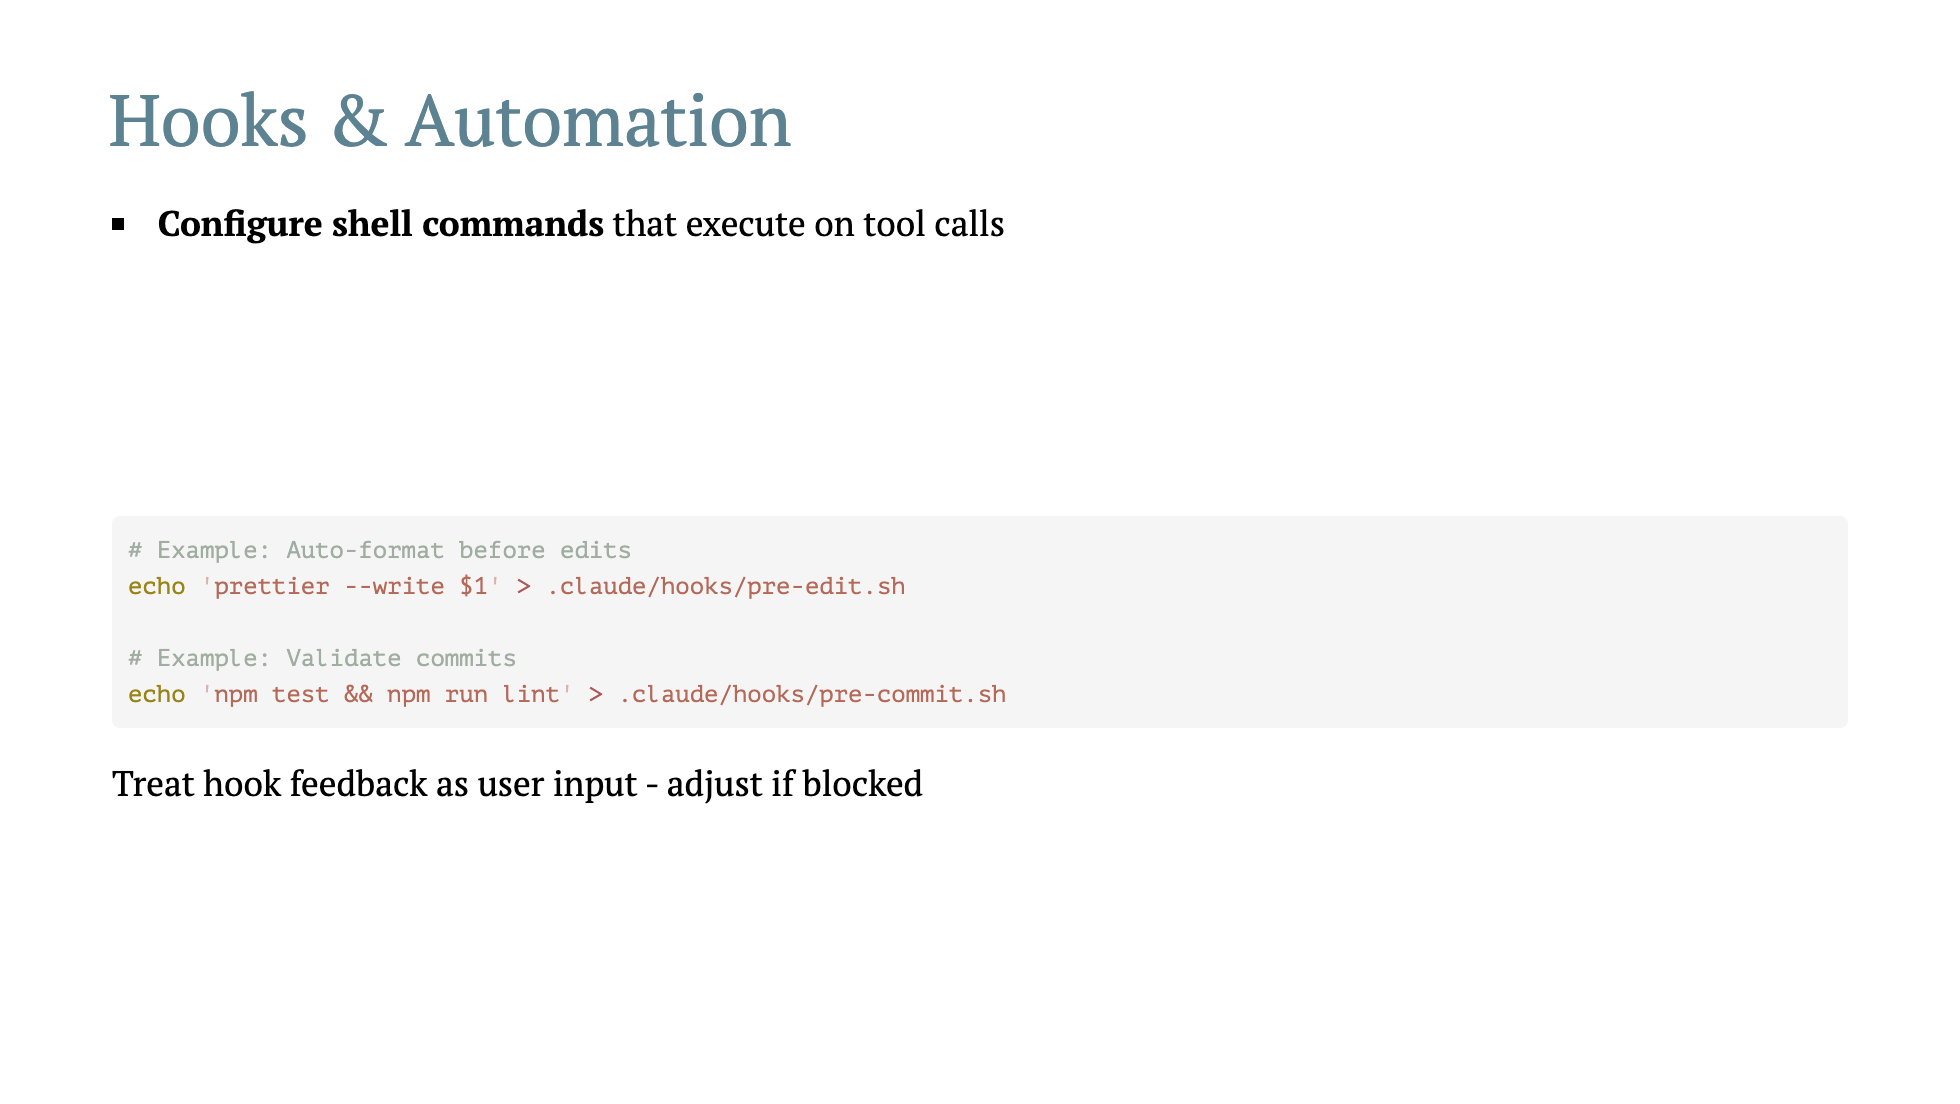 Hooks & Automation
▪ Configure shell commands that execute on tool calls
# Example: Auto-format before edits
echo 'prettier --write $1' > .claude/hooks/pre-edit.sh
# Example: Validate commits
echo 'npm test && npm run lint' > .claude/hooks/pre-commit.sh
Treat hook feedback as user input - adjust if blocked